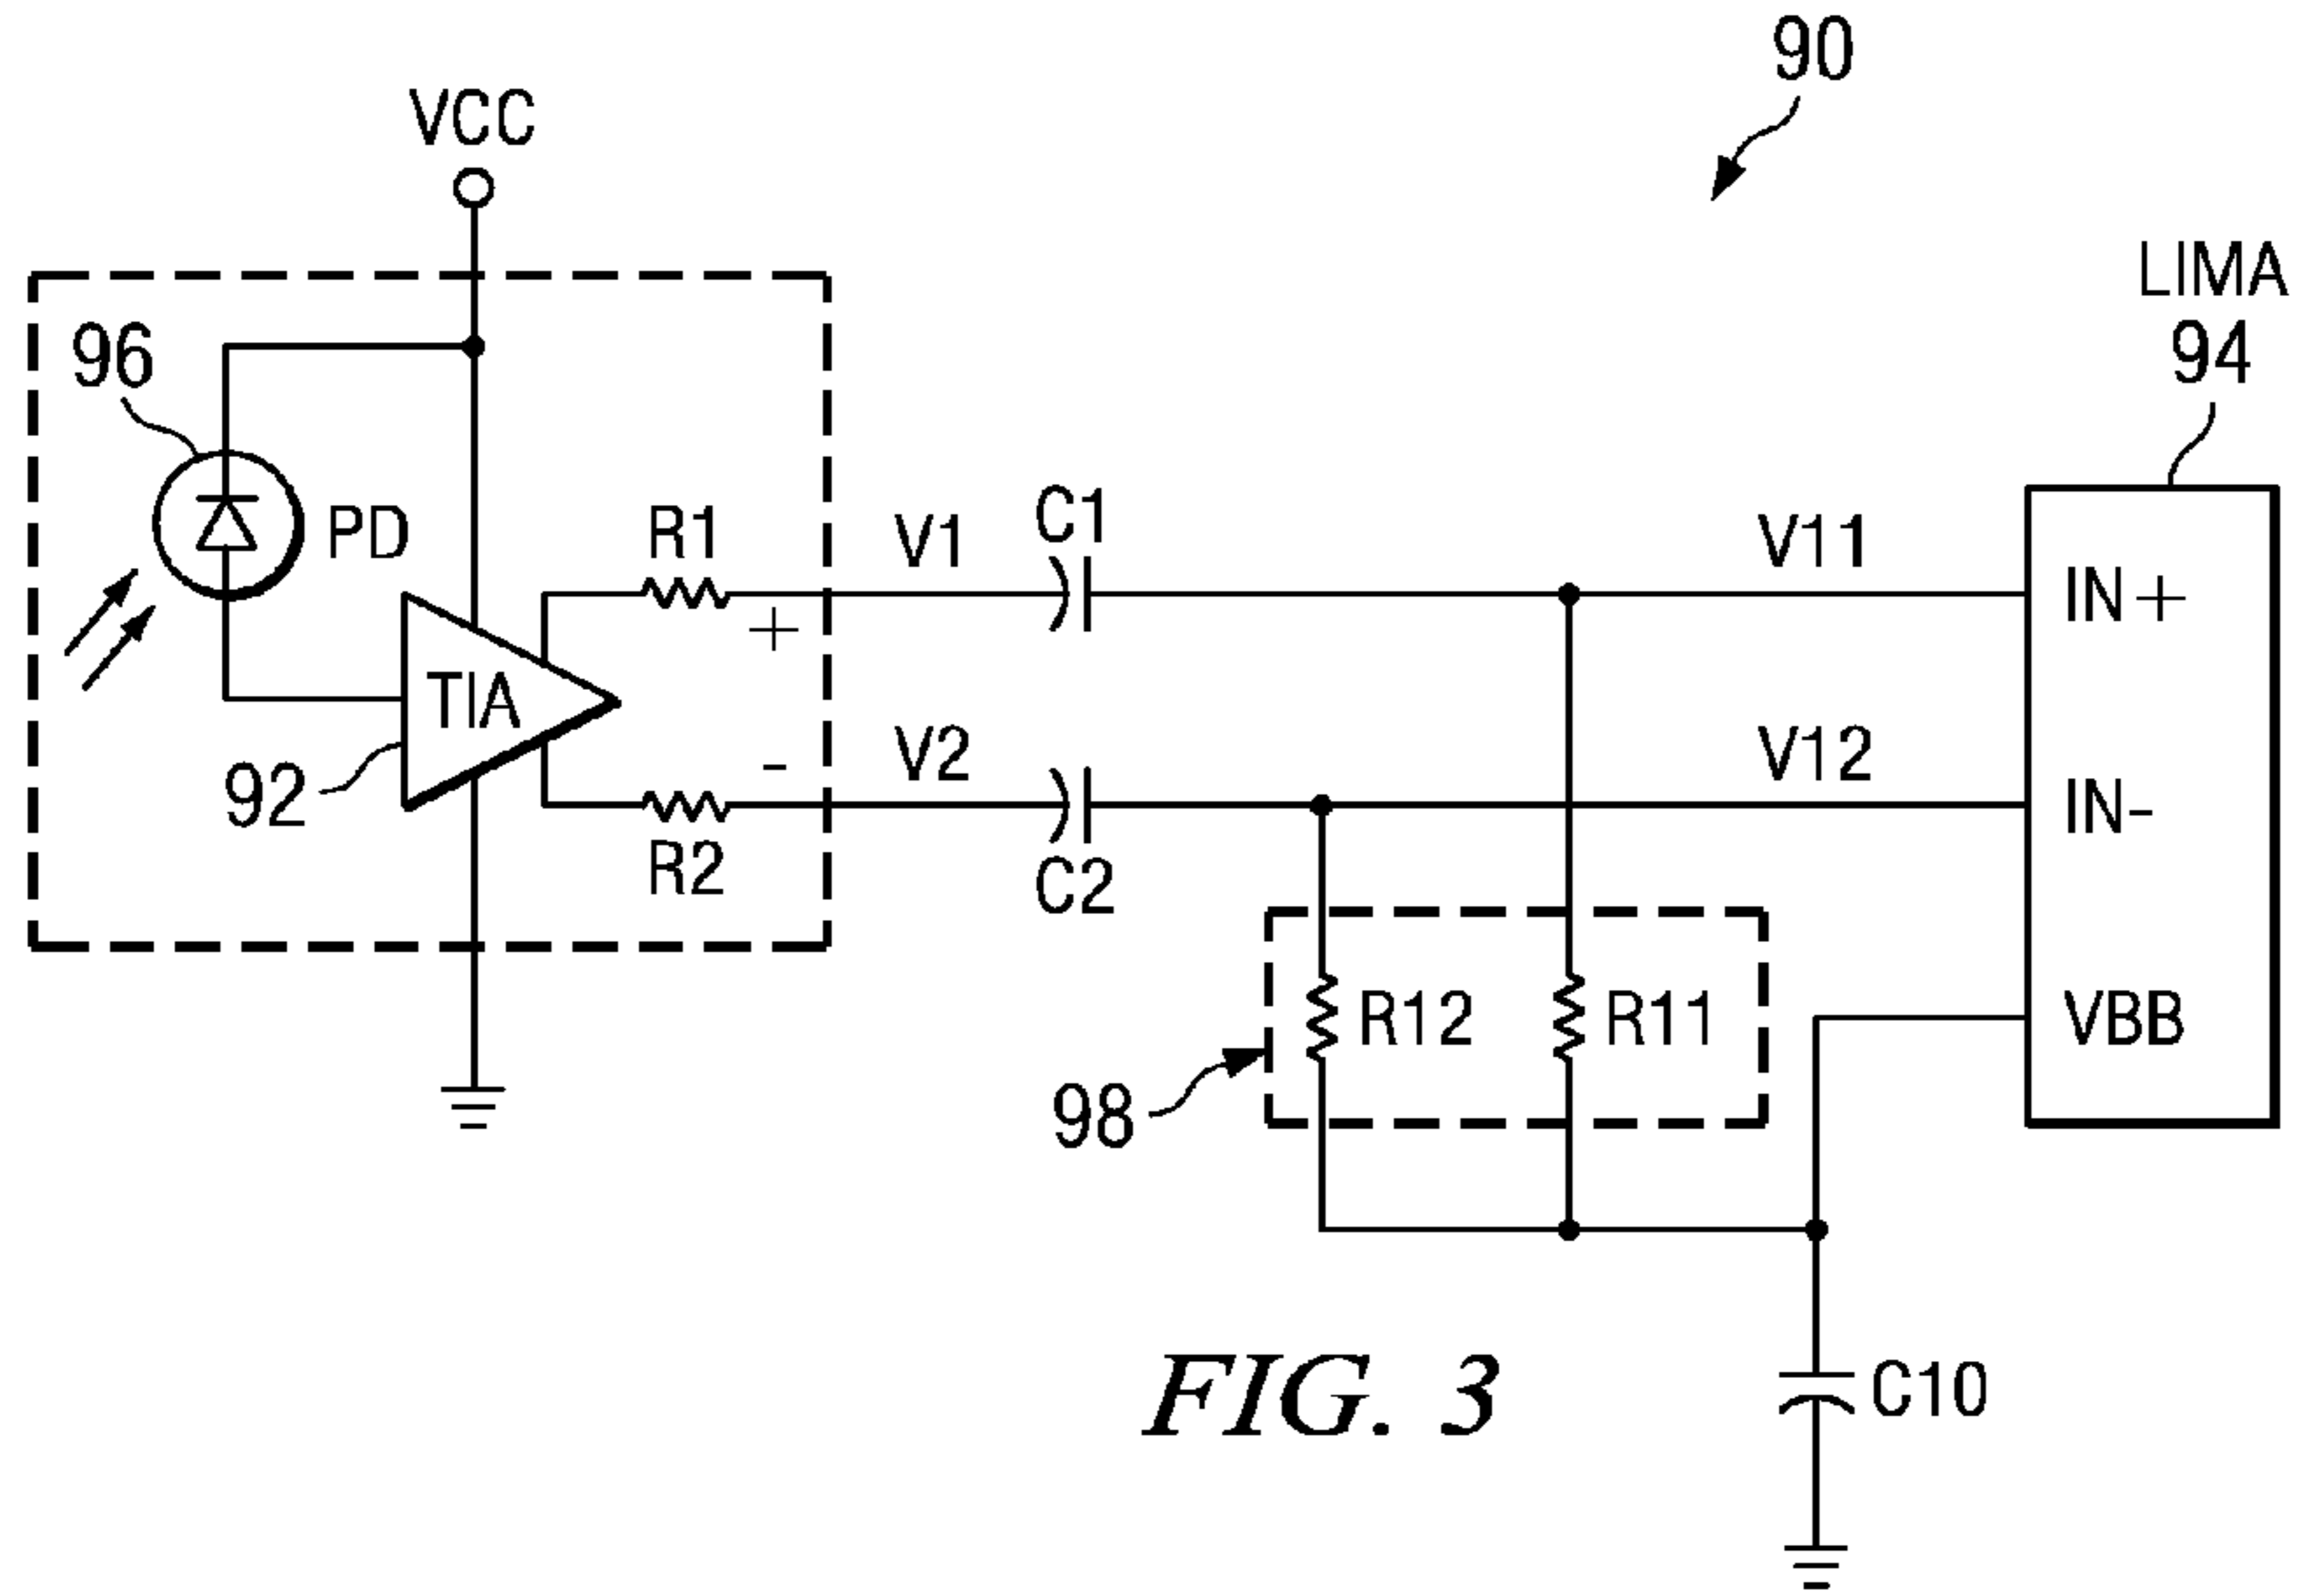 90
VCC
LIMA
94
96
PD
R1
V1
C1
V11
IN+
+
TIA
92
-
R2
V2
C2
V12
IN-
R12
R11
VBB
98
C10
FIG. 3